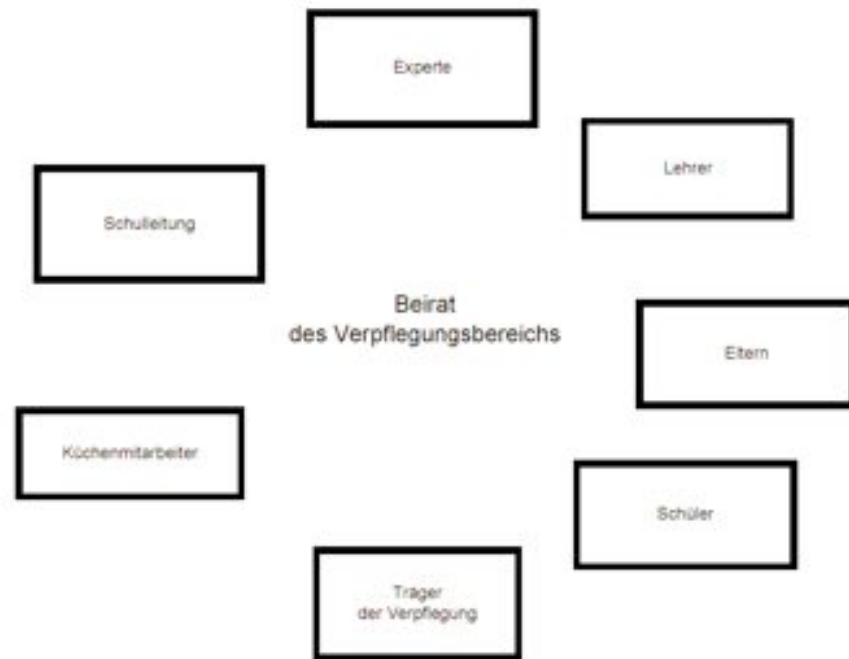 Experte
Lehrer
Schulleitung
Beirat
des Verpflegungsbereichs
Eltern
Küchenmitarbeiter
Schüler
Träger
der Verpflegung